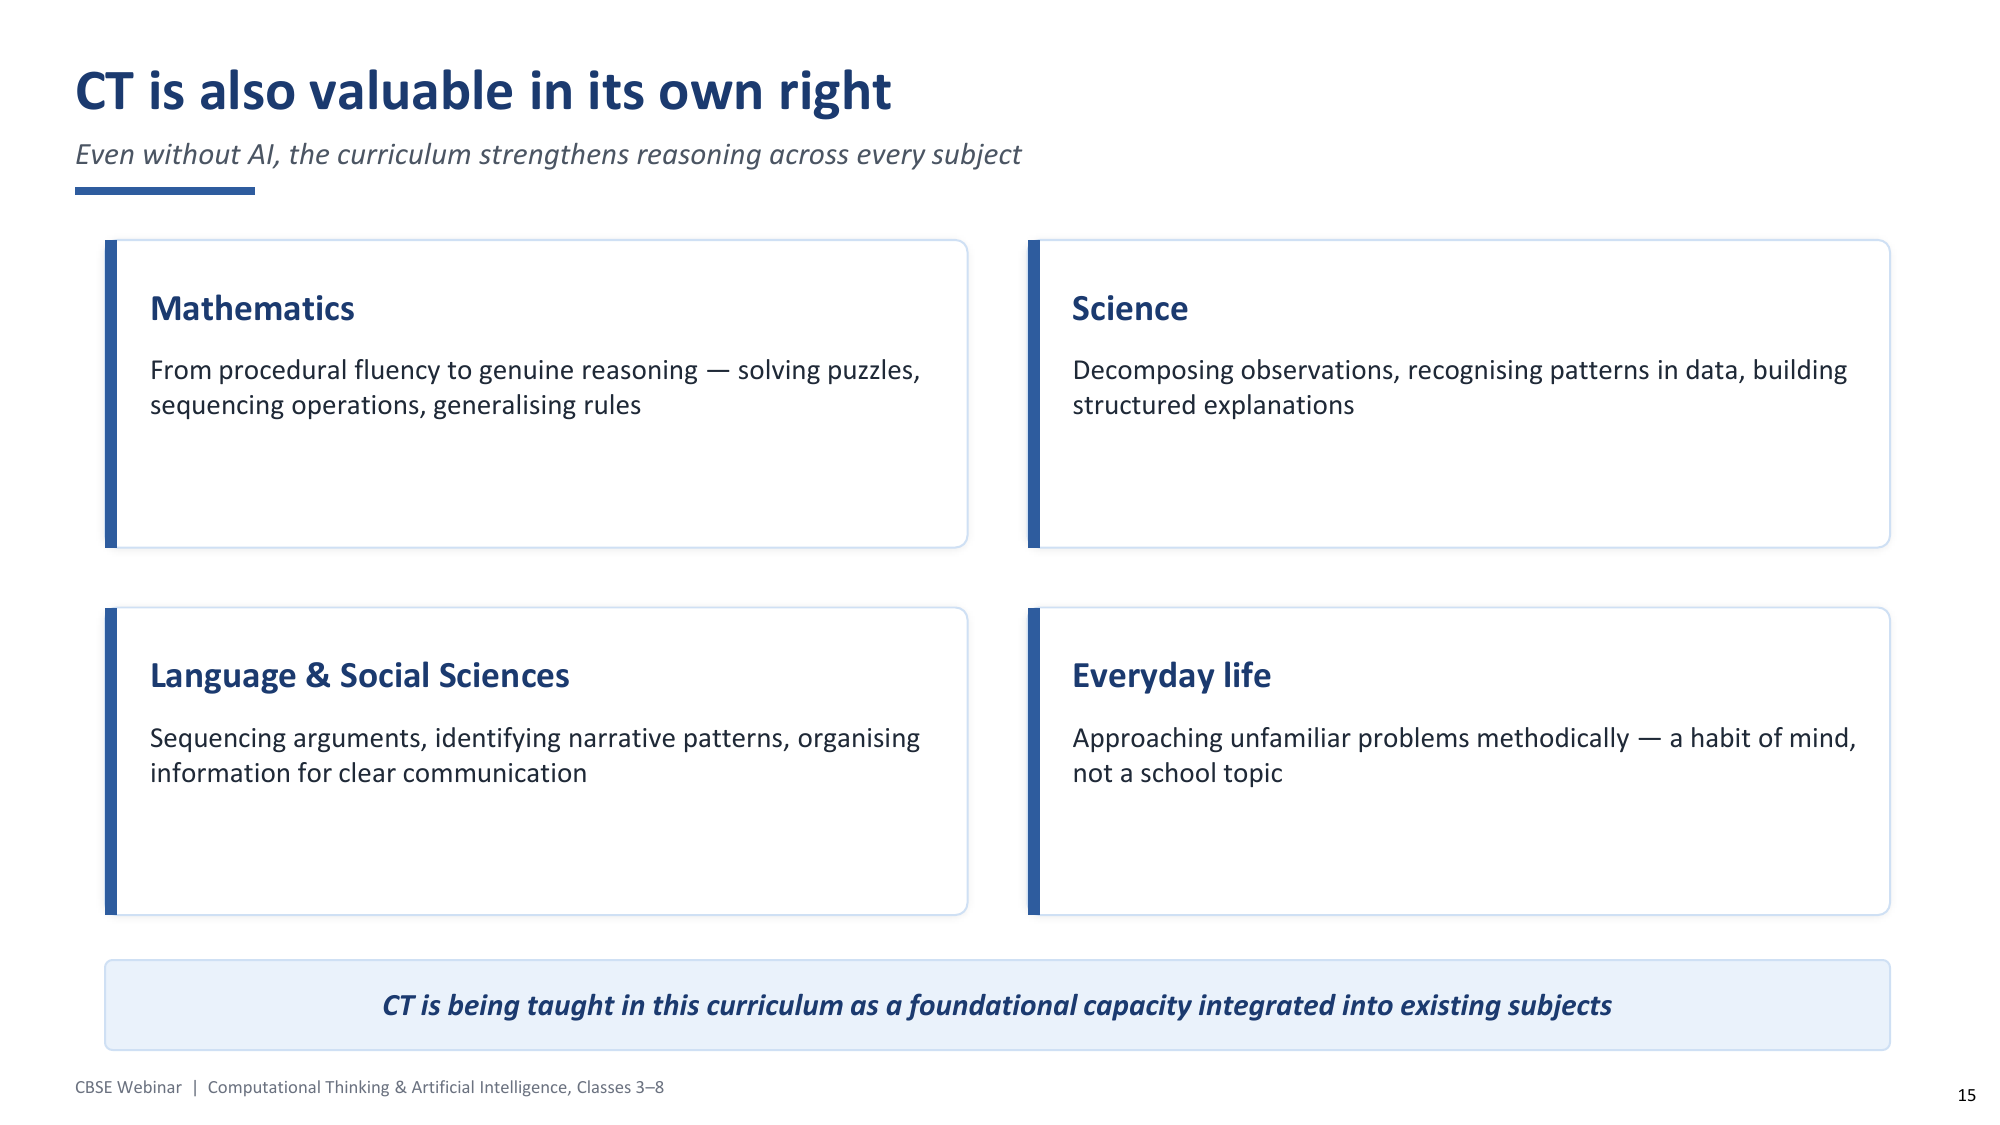 CT is also valuable in its own right
Even without AI, the curriculum strengthens reasoning across every subject
Mathematics
From procedural fluency to genuine reasoning — solving puzzles,
sequencing operations, generalising rules
Science
Decomposing observations, recognising patterns in data, building
structured explanations
Language & Social Sciences
Sequencing arguments, identifying narrative patterns, organising
information for clear communication
Everyday life
Approaching unfamiliar problems methodically — a habit of mind,
not a school topic
CT is being taught in this curriculum as a foundational capacity integrated into existing subjects
CBSE Webinar | Computational Thinking & Artificial Intelligence, Classes 3–8
15